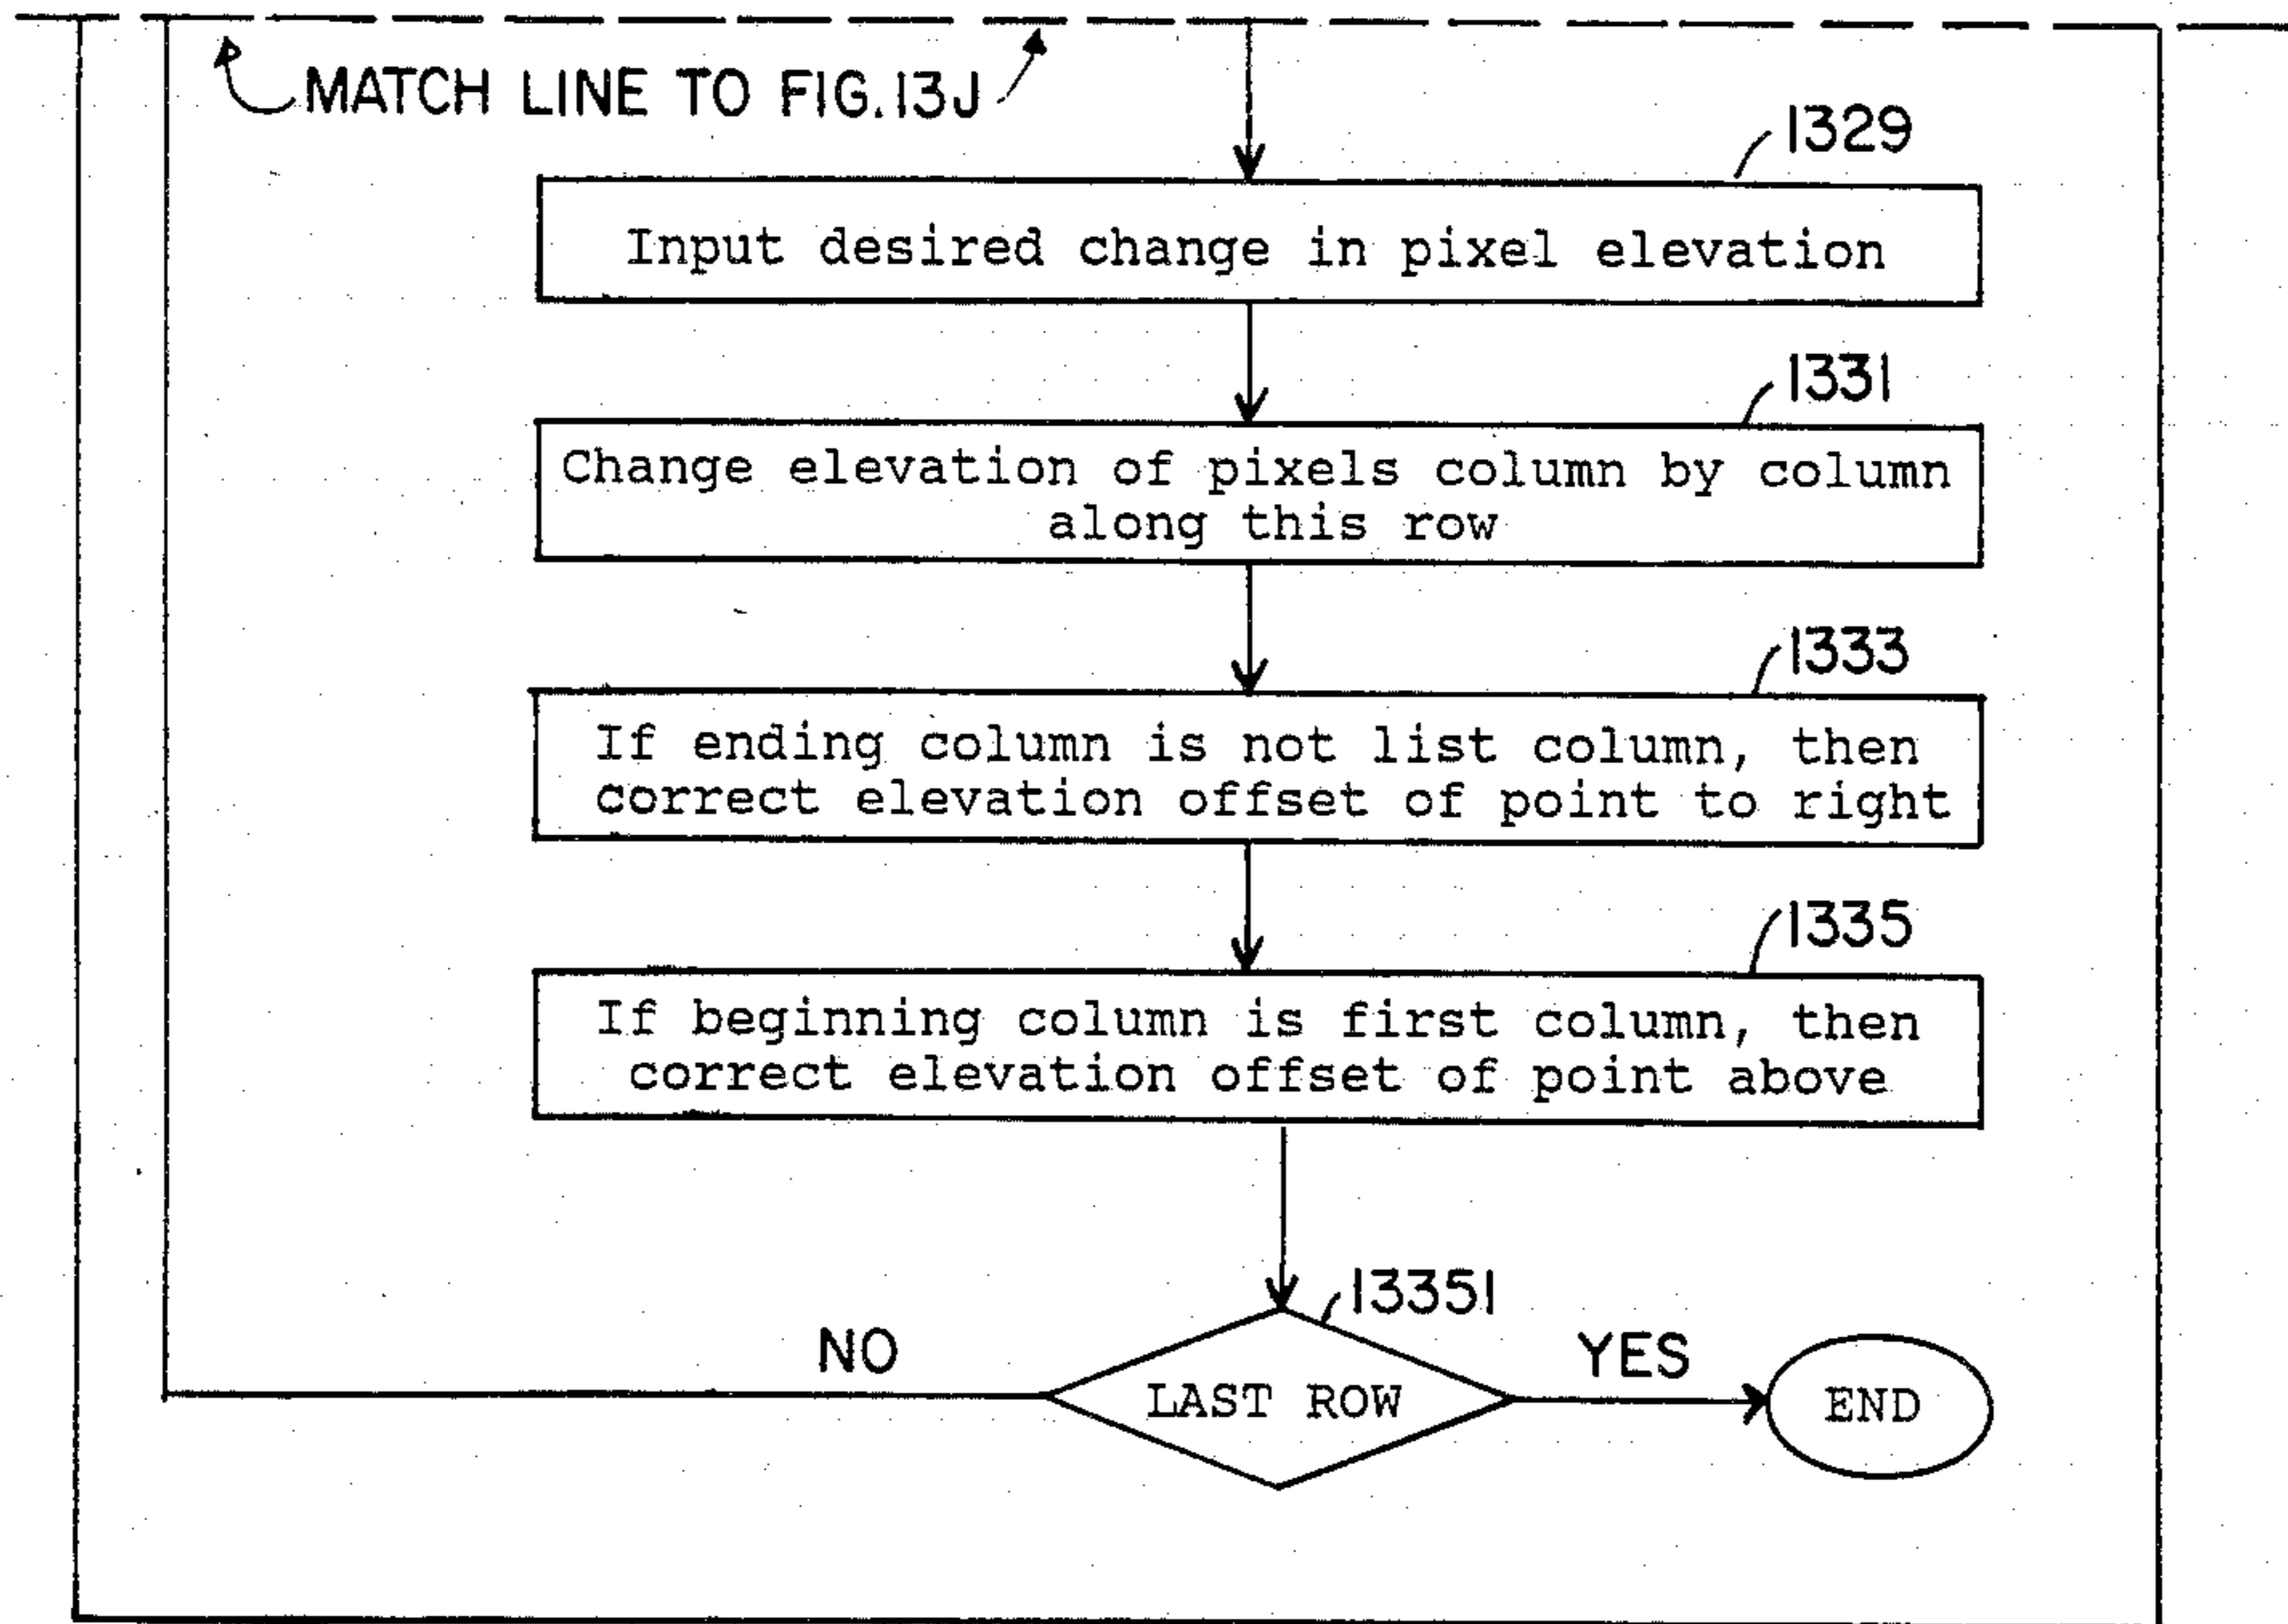 MATCH LINE TO FIG.13J
1329
Input desired change in pixel elevation
1331
Change elevation of pixels column by column
along this row
1333
If ending column is not list column, then
correct elevation offset of point to right
1335
If beginning column is first column, then
correct elevation offset of point above
13351
NO
LAST ROW
YES
END